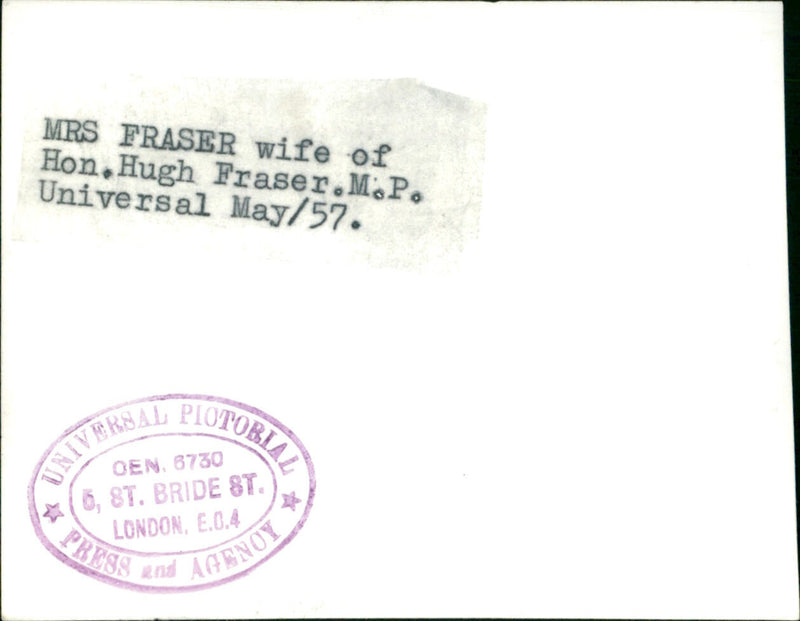 MRS FRASER wife of
Hon.Hugh Fraser.M.P.
Universal May/57.
UNIVERSAL PICTORIAL
CEN. 6730
5, ST. BRIDE ST.
LONDON, E.C.4
PRESS and AGENCY